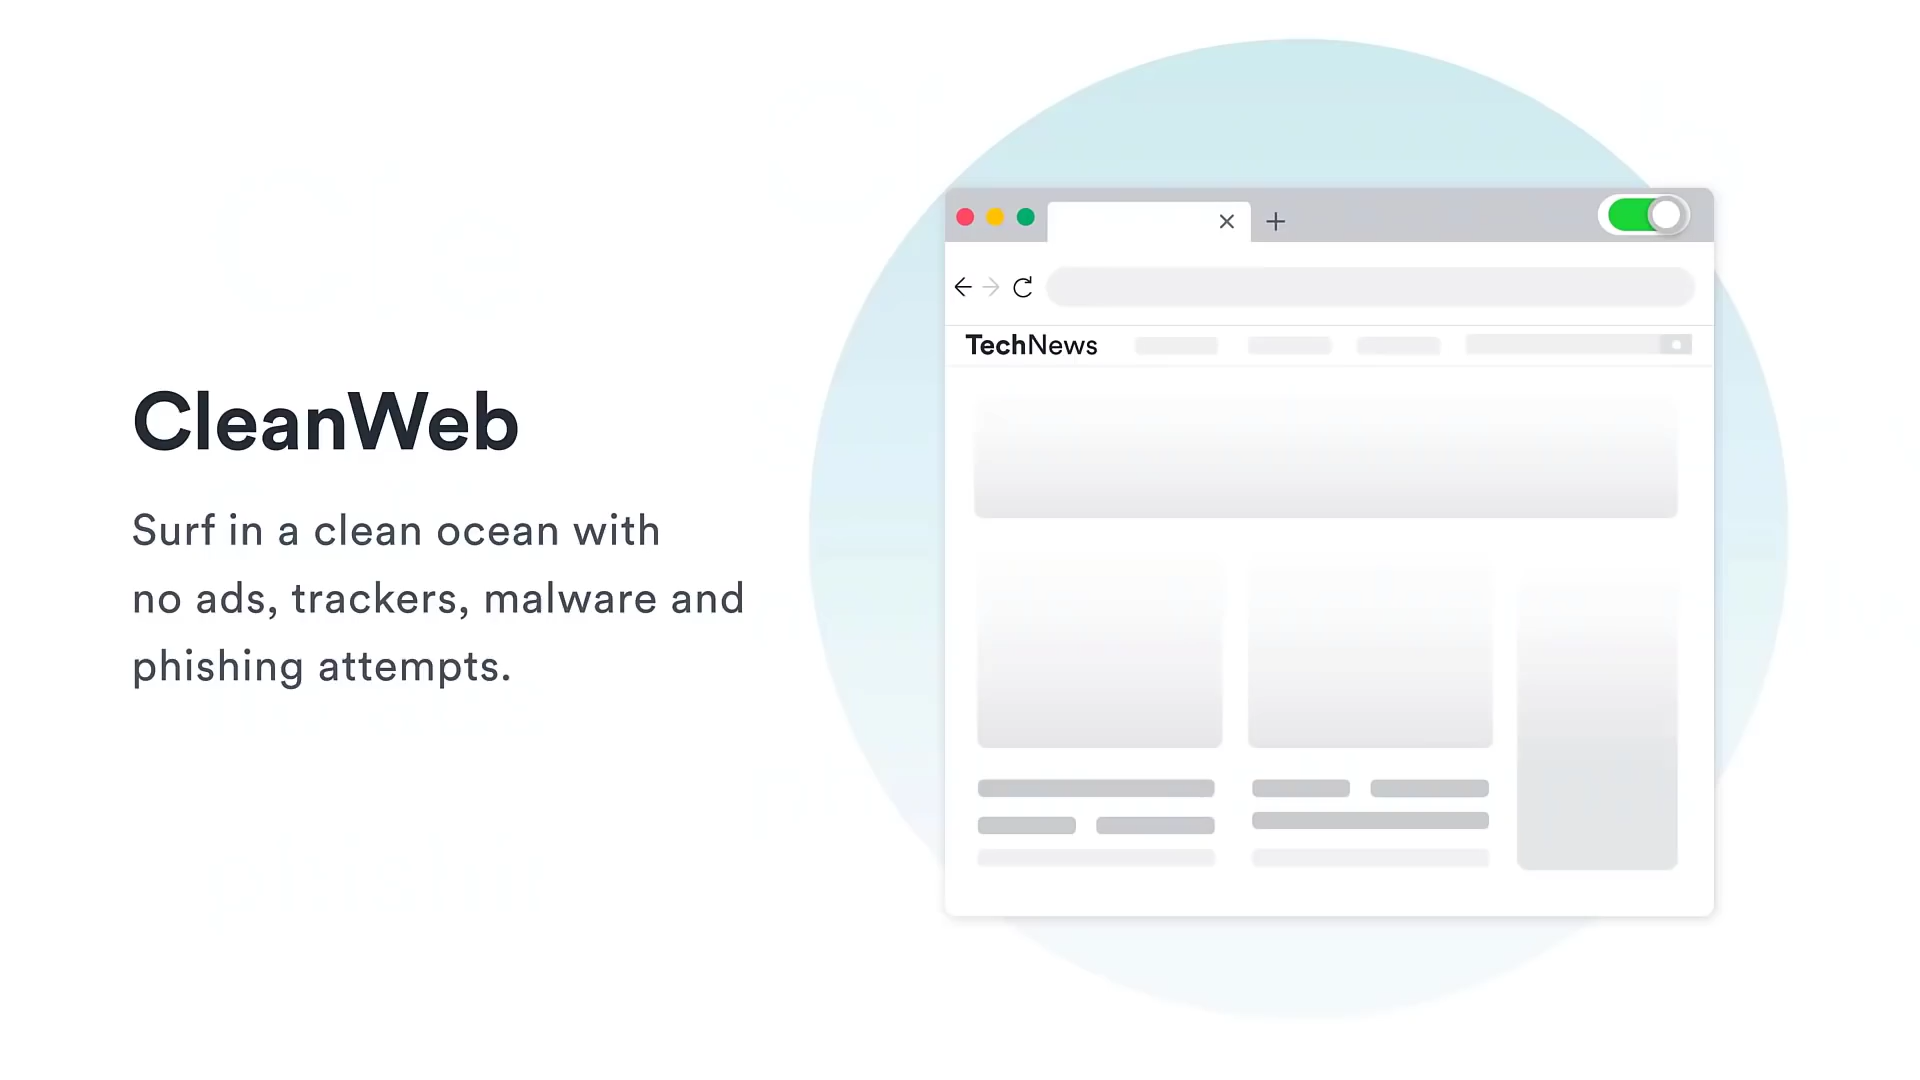 CleanWeb
Surf in a clean ocean with
no ads, trackers, malware and
phishing attempts.
TechNews